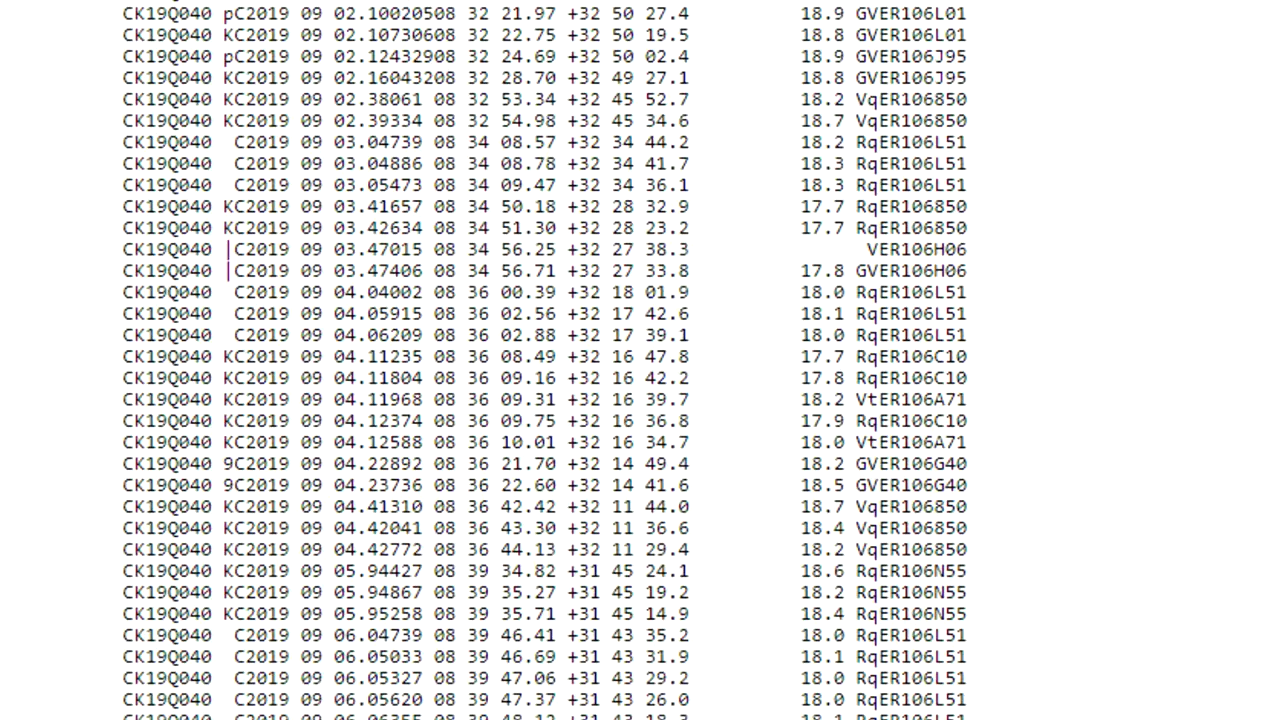 CK19Q040 pC2019 09 02.10020508 32 21.97 +32 50 27.4          18.9 GVER106L01
CK19Q040 KC2019 09 02.10730608 32 22.75 +32 50 19.5          18.8 GVER106L01
CK19Q040 pC2019 09 02.12432908 32 24.69 +32 50 02.4          18.9 GVER106J95
CK19Q040 KC2019 09 02.16043208 32 28.70 +32 49 27.1          18.8 GVER106J95
CK19Q040 KC2019 09 02.38061 08 32 53.34 +32 45 52.7          18.2 VqER106850
CK19Q040 KC2019 09 02.39334 08 32 54.98 +32 45 34.6          18.7 VqER106850
CK19Q040  C2019 09 03.04739 08 34 08.57 +32 34 44.2          18.2 RqER106L51
CK19Q040  C2019 09 03.04886 08 34 08.78 +32 34 41.7          18.3 RqER106L51
CK19Q040  C2019 09 03.05473 08 34 09.47 +32 34 36.1          18.3 RqER106L51
CK19Q040 KC2019 09 03.41657 08 34 50.18 +32 28 32.9          17.7 RqER106850
CK19Q040 KC2019 09 03.42634 08 34 51.30 +32 28 23.2          17.7 RqER106850
CK19Q040 |C2019 09 03.47015 08 34 56.25 +32 27 38.3                VER106H06
CK19Q040 |C2019 09 03.47406 08 34 56.71 +32 27 33.8          17.8 GVER106H06
CK19Q040  C2019 09 04.04002 08 36 00.39 +32 18 01.9          18.0 RqER106L51
CK19Q040  C2019 09 04.05915 08 36 02.56 +32 17 42.6          18.1 RqER106L51
CK19Q040  C2019 09 04.06209 08 36 02.88 +32 17 39.1          18.0 RqER106L51
CK19Q040 KC2019 09 04.11235 08 36 08.49 +32 16 47.8          17.7 RqER106C10
CK19Q040 KC2019 09 04.11804 08 36 09.16 +32 16 42.2          17.8 RqER106C10
CK19Q040 KC2019 09 04.11968 08 36 09.31 +32 16 39.7          18.2 VtER106A71
CK19Q040 KC2019 09 04.12374 08 36 09.75 +32 16 36.8          17.9 RqER106C10
CK19Q040 KC2019 09 04.12588 08 36 10.01 +32 16 34.7          18.0 VtER106A71
CK19Q040 9C2019 09 04.22892 08 36 21.70 +32 14 49.4          18.2 GVER106G40
CK19Q040 9C2019 09 04.23736 08 36 22.60 +32 14 41.6          18.5 GVER106G40
CK19Q040 KC2019 09 04.41310 08 36 42.42 +32 11 44.0          18.7 VqER106850
CK19Q040 KC2019 09 04.42041 08 36 43.30 +32 11 36.6          18.4 VqER106850
CK19Q040 KC2019 09 04.42772 08 36 44.13 +32 11 29.4          18.2 VqER106850
CK19Q040 KC2019 09 05.94427 08 39 34.82 +31 45 24.1          18.6 RqER106N55
CK19Q040 KC2019 09 05.94867 08 39 35.27 +31 45 19.2          18.2 RqER106N55
CK19Q040 KC2019 09 05.95258 08 39 35.71 +31 45 14.9          18.4 RqER106N55
CK19Q040  C2019 09 06.04739 08 39 46.41 +31 43 35.2          18.0 RqER106L51
CK19Q040  C2019 09 06.05033 08 39 46.69 +31 43 31.9          18.1 RqER106L51
CK19Q040  C2019 09 06.05327 08 39 47.06 +31 43 29.2          18.0 RqER106L51
CK19Q040  C2019 09 06.05620 08 39 47.37 +31 43 26.0          18.0 RqER106L51